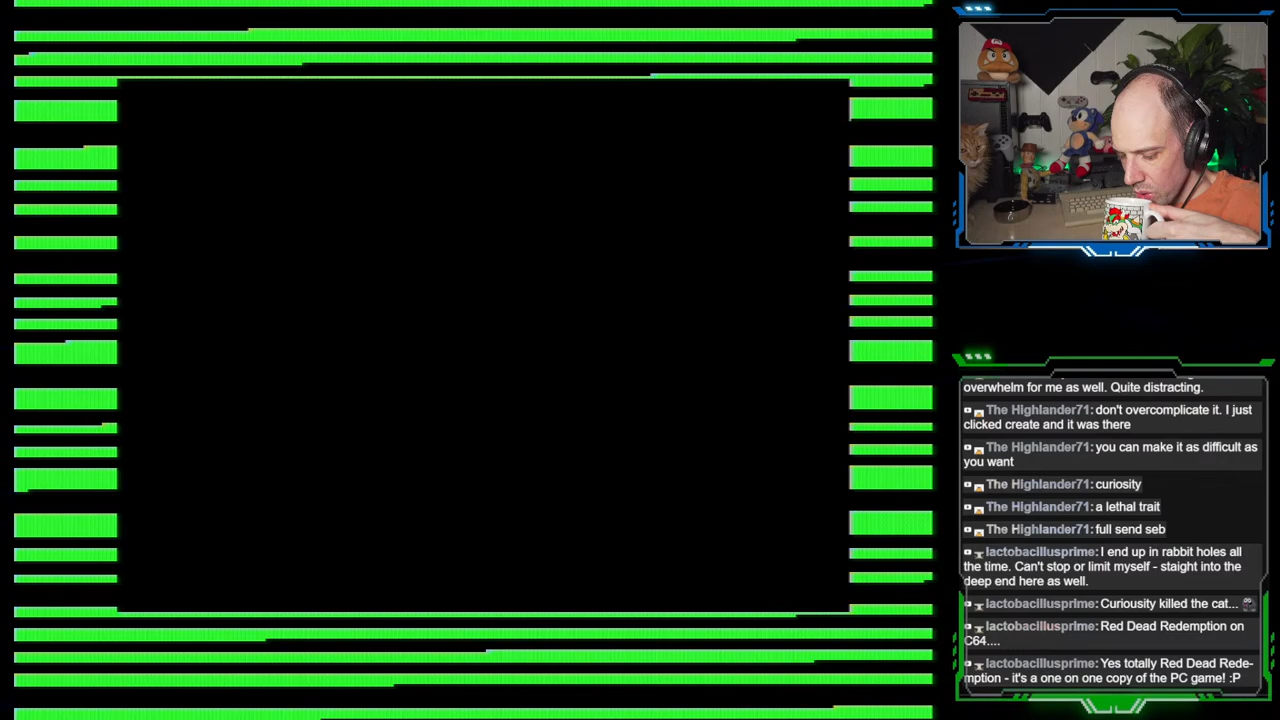 overwhelm for me as well. Quite distracting.
The Highlander71: don't overcomplicate it. I just
clicked create and it was there
The Highlander71: you can make it as difficult as
you want
The Highlander71: curiosity
The Highlander71: a lethal trait
The Highlander71: full send seb
lactobacillusprime: I end up in rabbit holes all
the time. Can't stop or limit myself - staight into the
deep end here as well.
lactobacillusprime: Curiousity killed the cat...
lactobacillusprime: Red Dead Redemption on
C64....
lactobacillusprime: Yes totally Red Dead Rede-
mption - it's a one on one copy of the PC game! :P